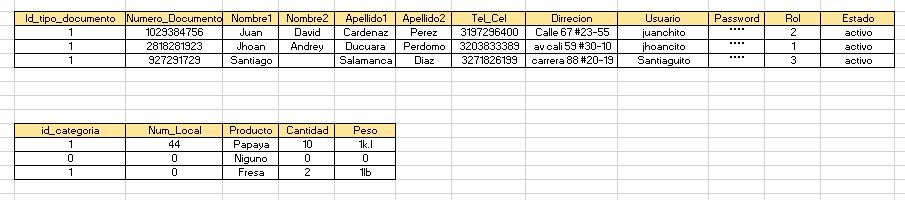 Id_tipo_documento Numero_Documento Nombre1 Nombre2 Apellido1 Apellido2 Tel_Cel Dirrecion Usuario Password Rol Estado
1 1029384756 Juan David Cardenaz Perez 3197296400 Calle 67 #23-55 juanchito **** 2 activo
1 2818281923 Jhoan Andrey Ducuara Perdomo 3203833389 av cali 59 #30-10 jhoancito **** 1 activo
1 927291729 Santiago Salamanca Diaz 3271826199 carrera 88 #20-19 Santiaguito **** 3 activo
id_categoria Num_Local Producto Cantidad Peso
1 44 Papaya 10 1k.l
0 0 Niguno 0 0
1 0 Fresa 2 1lb